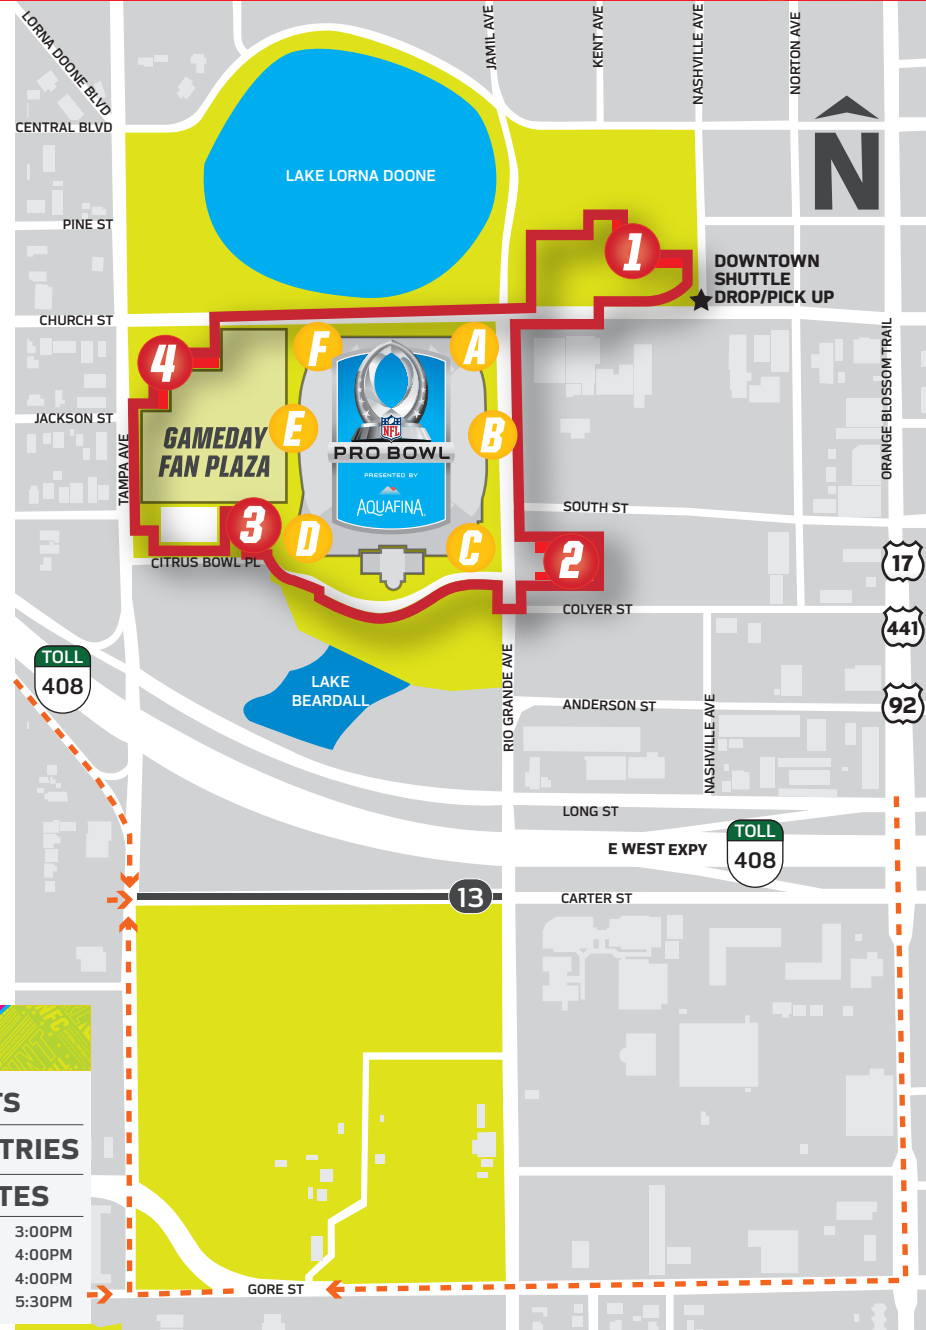 LORNA DOONE BLVD
JAMIL AVE
KENT AVE
NASHVILLE AVE
NORTON AVE
CENTRAL BLVD
N
LAKE LORNA DOONE
PINE ST
1
DOWNTOWN
SHUTTLE
DROP/PICK UP
CHURCH ST
4
F
A
ORANGE BLOSSOM TRAIL
JACKSON ST
TAMPA AVE
GAMEDAY
FAN PLAZA
E
NFL
PRO BOWL
PRESENTED BY
AQUAFINA.
B
SOUTH ST
3
D
C
2
17
CITRUS BOWL PL
COLYER ST
441
TOLL
408
LAKE
BEARDALL
RIO GRANDE AVE
ANDERSON ST
NASHVILLE AVE
92
LONG ST
E WEST EXPY
TOLL
408
13
CARTER ST
TS
TRIES
TES
3:00PM
4:00PM
4:00PM
5:30PM
GORE ST